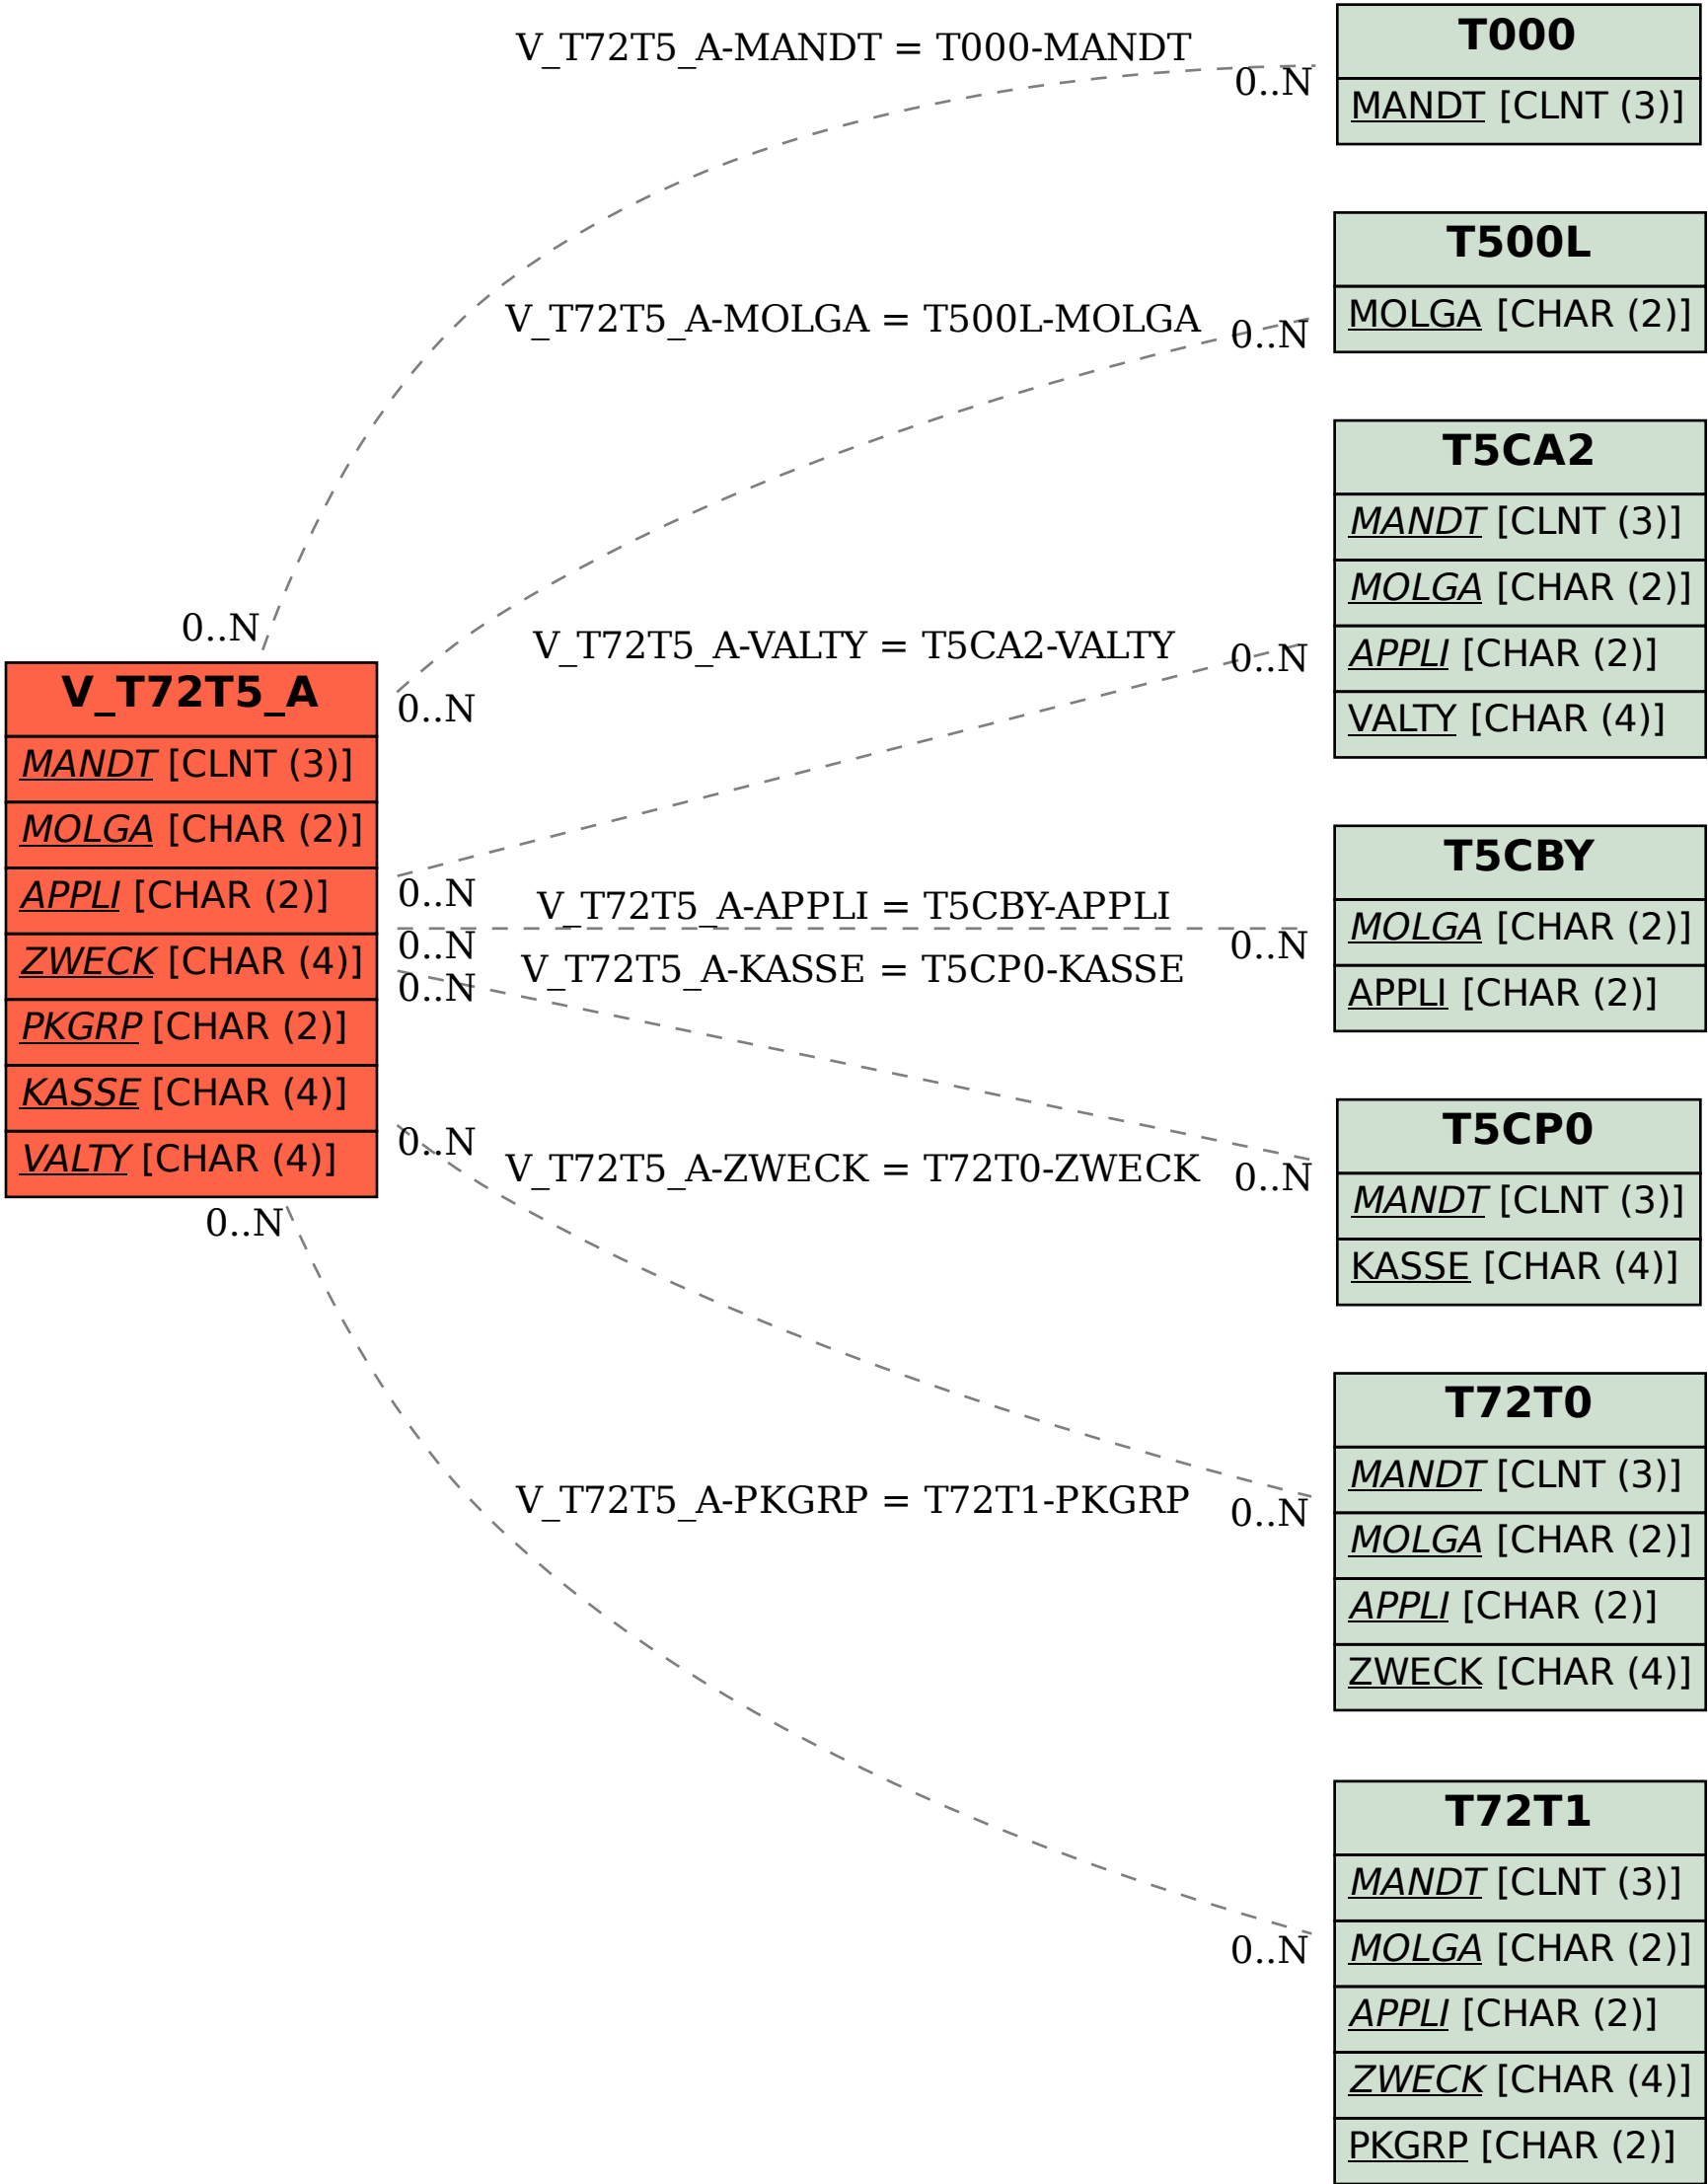 V_T72T5_A-MANDT = T000-MANDT
0..N
T000
MANDT [CLNT (3)]
T500L
V_T72T5_A-MOLGA = T500L-MOLGA
0..N
MOLGA [CHAR (2)]
T5CA2
MANDT [CLNT (3)]
MOLGA [CHAR (2)]
APPLI [CHAR (2)]
VALTY [CHAR (4)]
0..N
V_T72T5_A-VALTY = T5CA2-VALTY
0..N
V_T72T5_A
MANDT [CLNT (3)]
MOLGA [CHAR (2)]
APPLI [CHAR (2)]
ZWECK [CHAR (4)]
PKGRP [CHAR (2)]
KASSE [CHAR (4)]
VALTY [CHAR (4)]
0..N
0..N
V_T72T5_A-APPLI = T5CBY-APPLI
0..N
0..N
V_T72T5_A-KASSE = T5CP0-KASSE
0..N
T5CBY
MOLGA [CHAR (2)]
APPLI [CHAR (2)]
0..N
V_T72T5_A-ZWECK = T72T0-ZWECK
0..N
T5CP0
MANDT [CLNT (3)]
KASSE [CHAR (4)]
0..N
T72T0
MANDT [CLNT (3)]
MOLGA [CHAR (2)]
APPLI [CHAR (2)]
ZWECK [CHAR (4)]
V_T72T5_A-PKGRP = T72T1-PKGRP
0..N
T72T1
MANDT [CLNT (3)]
MOLGA [CHAR (2)]
APPLI [CHAR (2)]
ZWECK [CHAR (4)]
PKGRP [CHAR (2)]
0..N